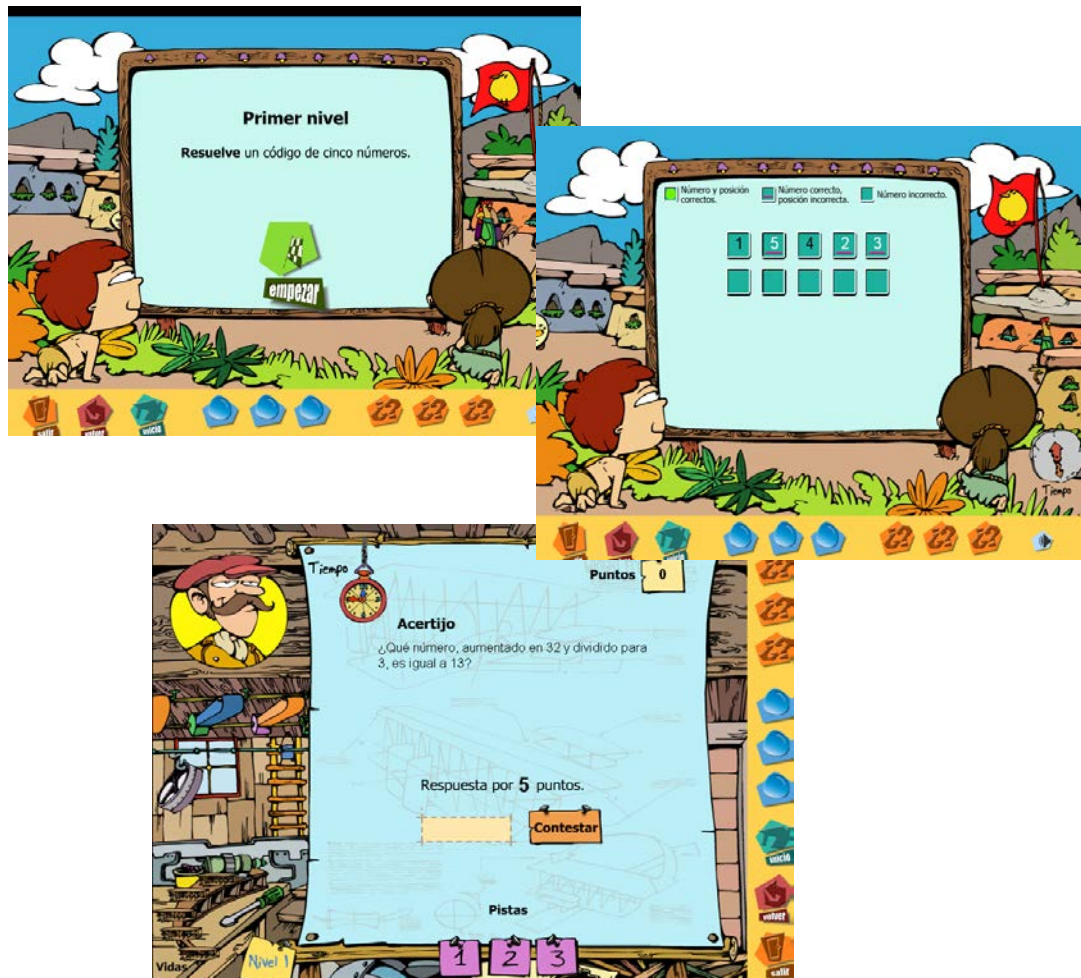 Primer nivel
Resuelve un código de cinco números.
empezar
salir
volver
inicio
Número y posición
correctos.
Número correcto,
posición incorrecta.
Número incorrecto.
1 5 4 2 3
Tiempo
Tiempo
Puntos 0
Acertijo
¿Qué número, aumentado en 32 y dividido para
3, es igual a 13?
Respuesta por 5 puntos.
Contestar
Pistas
1 2 3
Vidas
Nivel 1
inicio
volver
salir